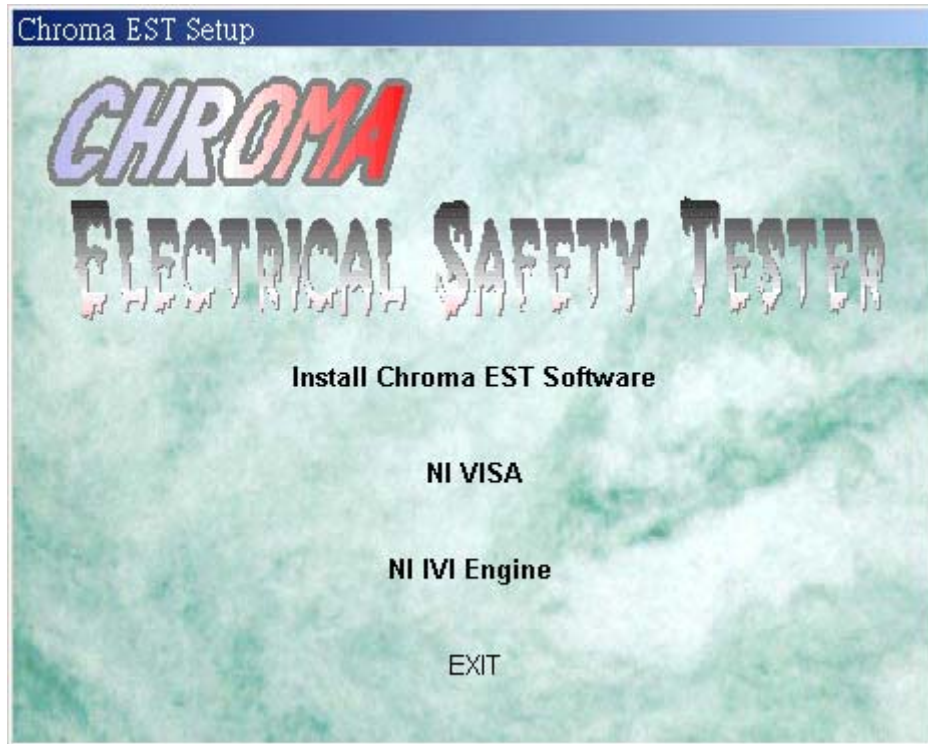 Chroma EST Setup
CHROMA
ELECTRICAL SAFETY TESTER
Install Chroma EST Software
NI VISA
NI IVI Engine
EXIT